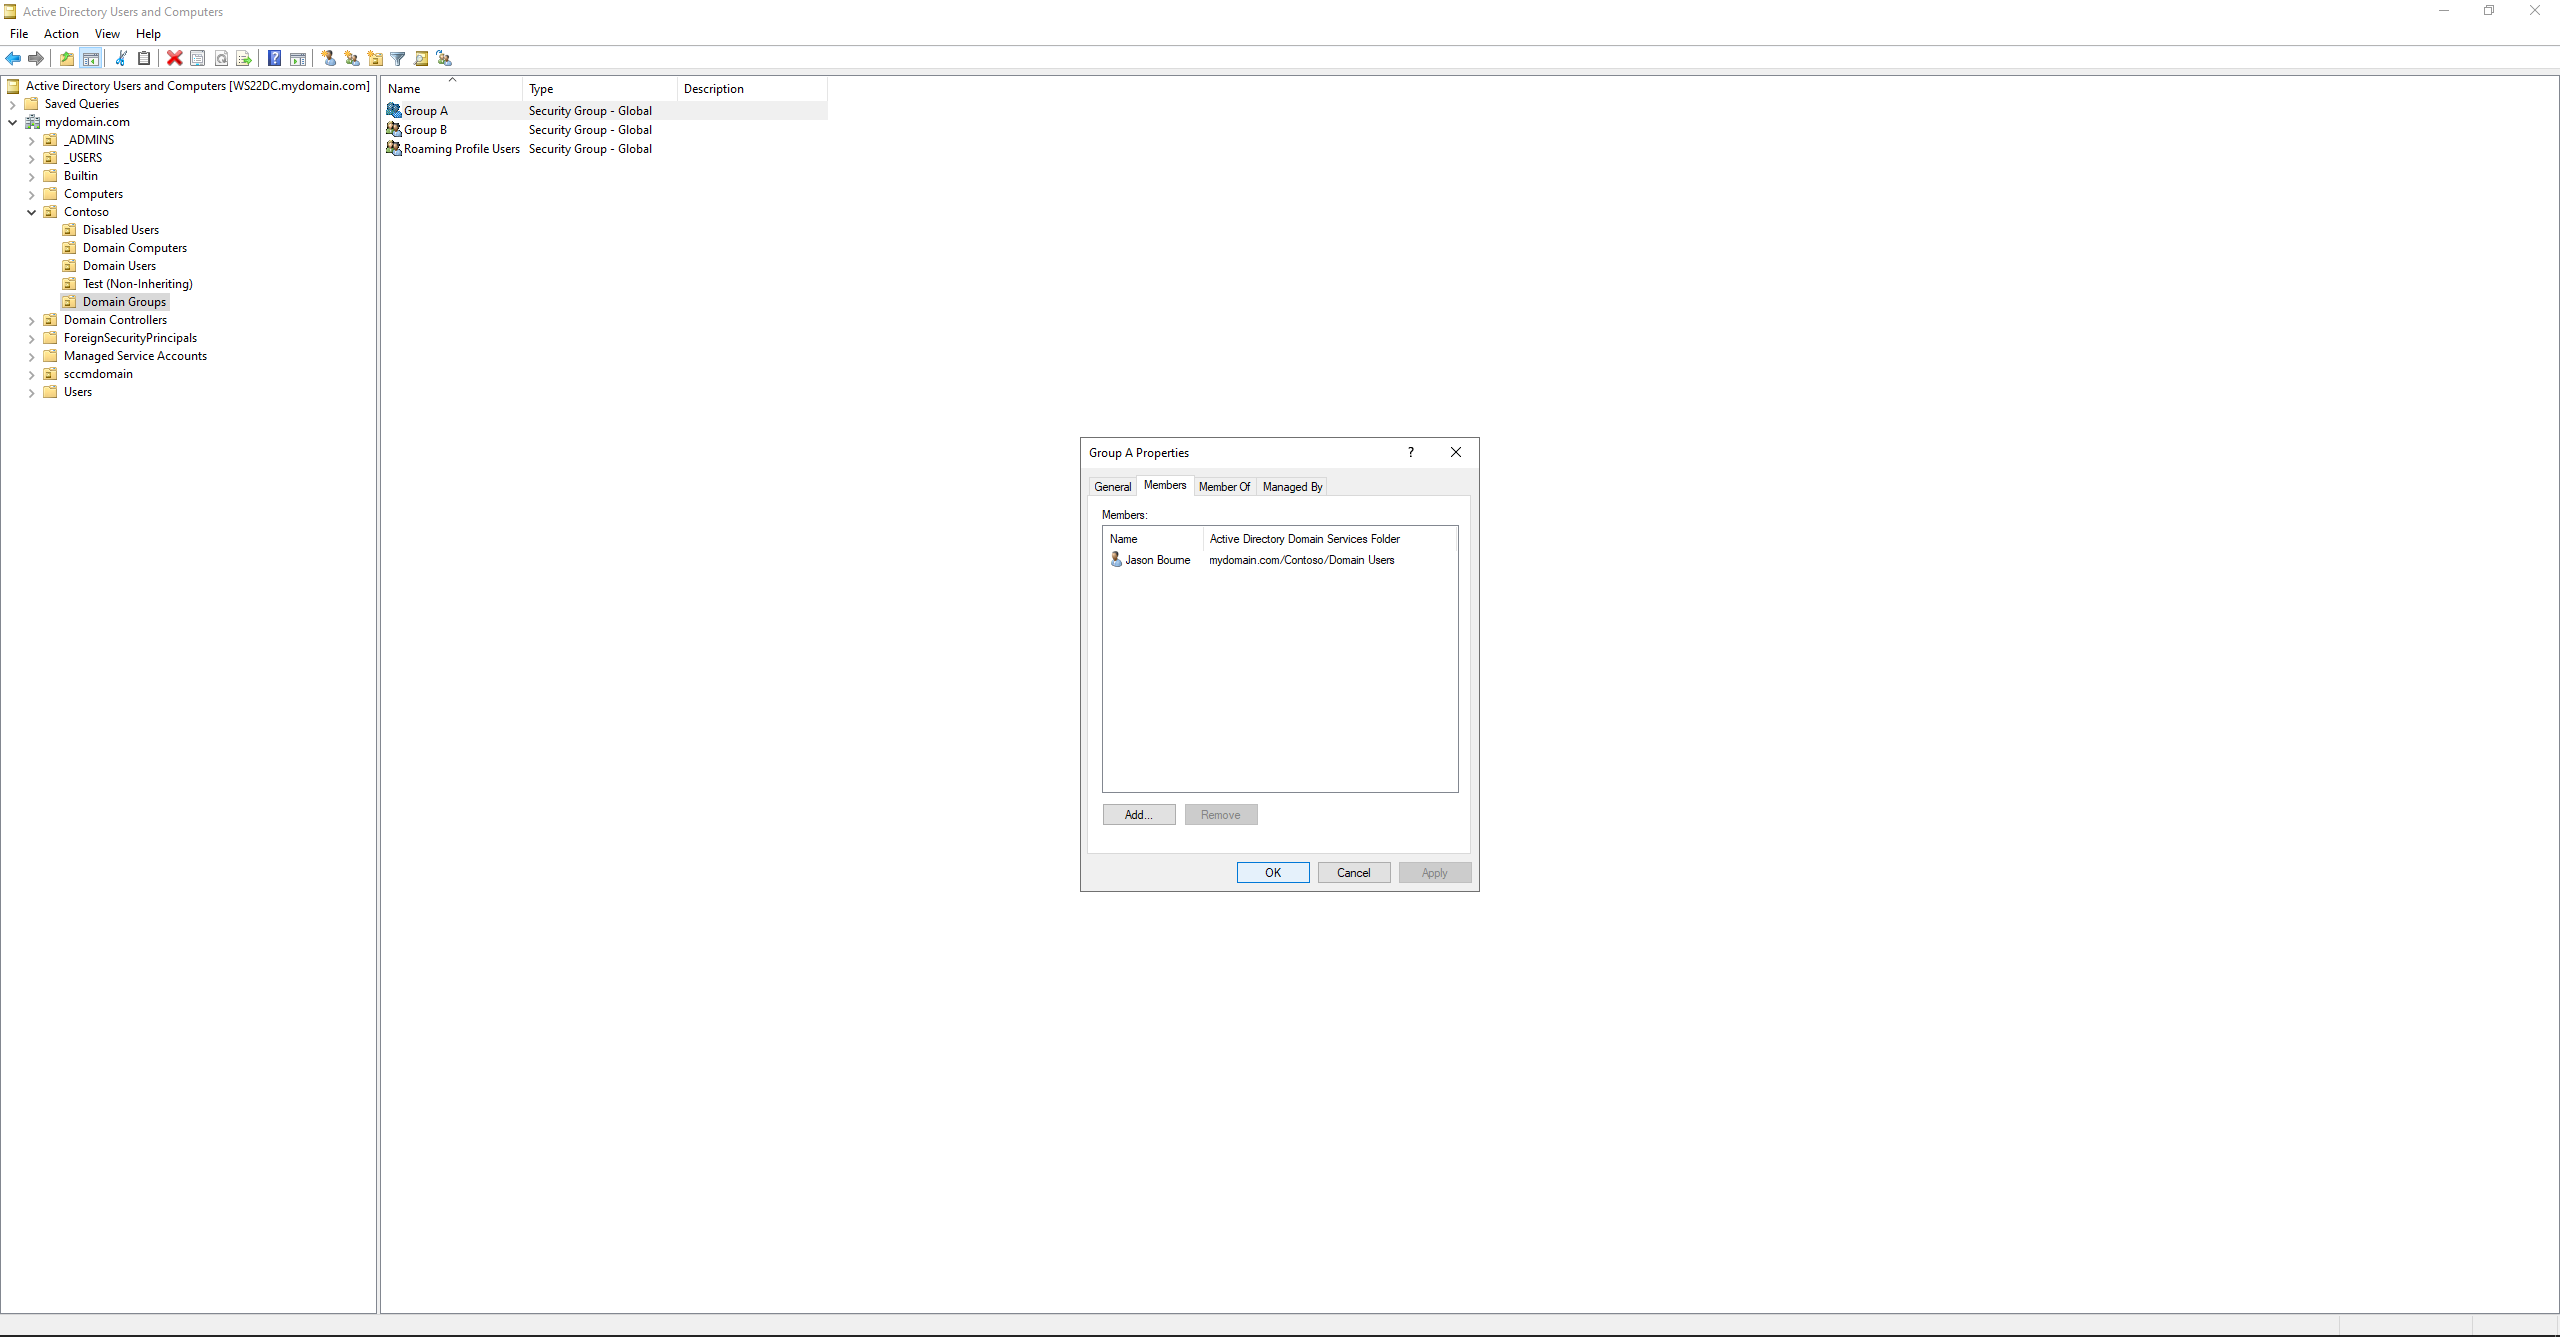 Active Directory Users and Computers
File Action View Help
Active Directory Users and Computers [WS22DC.mydomain.com]
Saved Queries
mydomain.com
_ADMINS
_USERS
Builtin
Computers
Contoso
Disabled Users
Domain Computers
Domain Users
Test (Non-Inheriting)
Domain Groups
Domain Controllers
ForeignSecurityPrincipals
Managed Service Accounts
sccmdomain
Users
Name Type Description
Group A Security Group - Global
Group B Security Group - Global
Roaming Profile Users Security Group - Global
Group A Properties ?
General Members Member Of Managed By
Members:
Name Active Directory Domain Services Folder
Jason Bourne mydomain.com/Contoso/Domain Users
Add... Remove
OK Cancel Apply